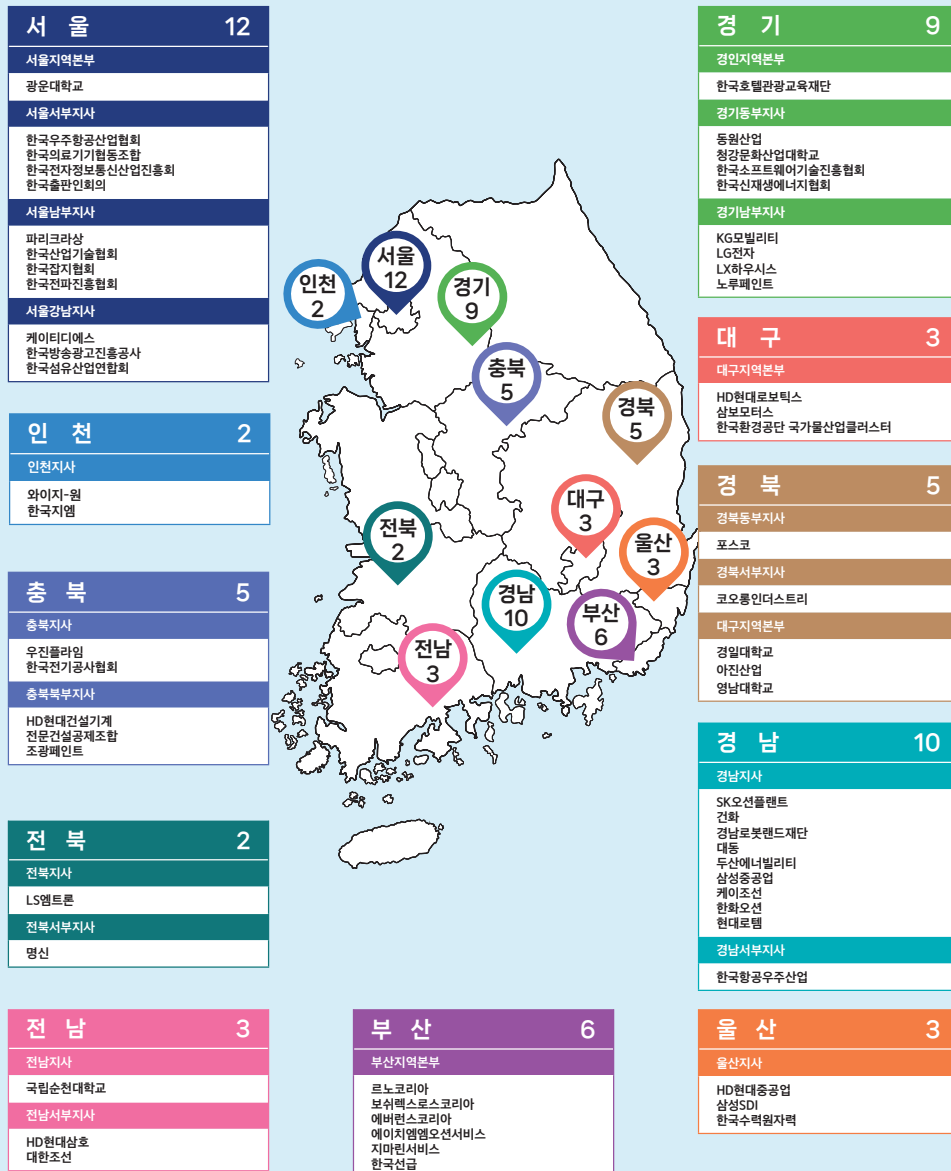 서 울 12
서울지역본부
광운대학교
서울서부지사
한국우주항공산업협회
한국의료기기협동조합
한국전자정보통신산업진흥회
한국출판인회의
서울남부지사
파리크라상
한국산업기술협회
한국잡지협회
한국전파진흥협회
서울강남지사
케이티디에스
한국방송광고진흥공사
한국섬유산업연합회
인 천 2
인천지사
와이지-원
한국지엠
충 북 5
충북지사
우진플라임
한국전기공사협회
충북북부지사
HD현대건설기계
전문건설공제조합
조광페인트
전 북 2
전북지사
LS엠트론
전북서부지사
명신
전 남 3
전남지사
국립순천대학교
전남서부지사
HD현대삼호
대한조선
서울
12
인천
2
경기
9
충북
5
경북
5
대구
3
전북
2
울산
3
경남
10
부산
6
전남
3
부 산 6
부산지역본부
르노코리아
보쉬렉스로스코리아
에버런스코리아
에이치엠엠오션서비스
지마린서비스
한국선급
경 기 9
경인지역본부
한국호텔관광교육재단
경기동부지사
동원산업
청강문화산업대학교
한국소프트웨어기술진흥협회
한국신재생에너지협회
경기남부지사
KG모빌리티
LG전자
LX하우시스
노루페인트
대 구 3
대구지역본부
HD현대로보틱스
삼보모터스
한국환경공단 국가물산업클러스터
경 북 5
경북동부지사
포스코
경북서부지사
코오롱인더스트리
대구지역본부
경일대학교
아진산업
영남대학교
경 남 10
경남지사
SK오션플랜트
건화
경남로봇랜드재단
대동
두산에너빌리티
삼성중공업
케이조선
한화오션
현대로템
경남서부지사
한국항공우주산업
울 산 3
울산지사
HD현대중공업
삼성SDI
한국수력원자력